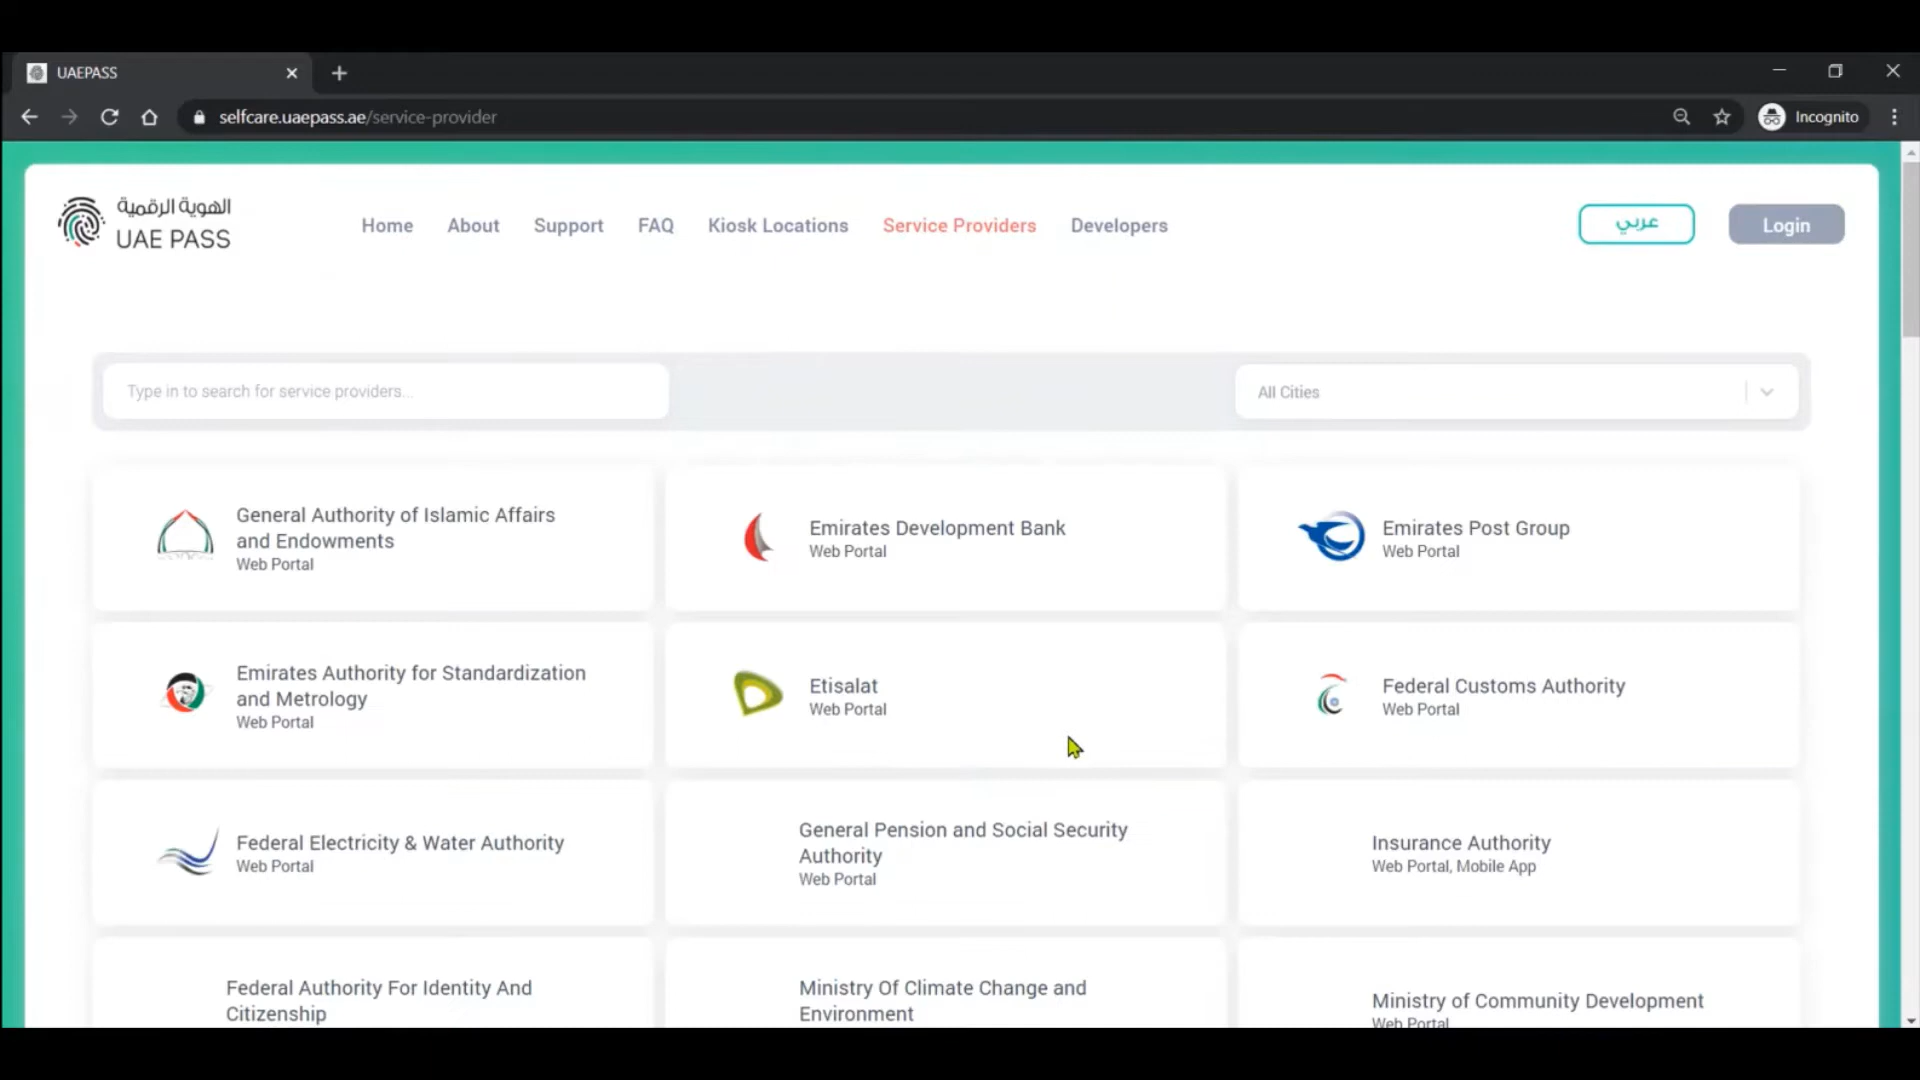 UAEPASS
selfcare.uaepass.ae/service-provider
Incognito
الهوية الرقمية
UAE PASS
Home
About
Support
FAQ
Kiosk Locations
Service Providers
Developers
عربي
Login
Type in to search for service providers...
All Cities
General Authority of Islamic Affairs
and Endowments
Web Portal
Emirates Development Bank
Web Portal
Emirates Post Group
Web Portal
Emirates Authority for Standardization
and Metrology
Web Portal
Etisalat
Web Portal
Federal Customs Authority
Web Portal
Federal Electricity & Water Authority
Web Portal
General Pension and Social Security
Authority
Web Portal
Insurance Authority
Web Portal, Mobile App
Federal Authority For Identity And
Citizenship
Ministry Of Climate Change and
Environment
Ministry of Community Development
Web Portal